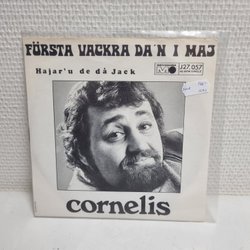 FÖRSTA VACKRA DA'N I MAJ
Hajar'u de då Jack
J27.057
cornelis